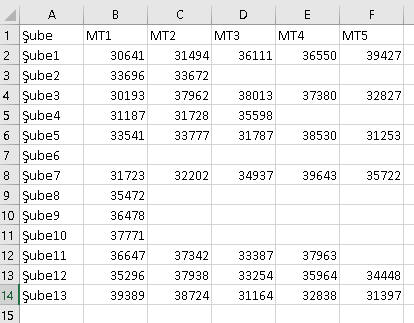 A B C D E F
1 Şube MT1 MT2 MT3 MT4 MT5
2 Şube1 30641 31494 36111 36550 39427
3 Şube2 33696 33672
4 Şube3 30193 37962 38013 37380 32827
5 Şube4 31187 31728 35598
6 Şube5 33541 33777 31787 38530 31253
7 Şube6
8 Şube7 31723 32202 34937 39643 35722
9 Şube8 35472
10 Şube9 36478
11 Şube10 37771
12 Şube11 36647 37342 33387 37963
13 Şube12 35296 37938 33254 35964 34448
14 Şube13 39389 38724 31164 32838 31397
15